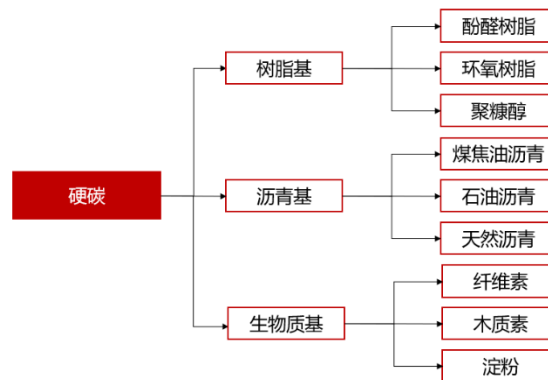 硬碳
树脂基
酚醛树脂
环氧树脂
聚糠醇
沥青基
煤焦油沥青
石油沥青
天然沥青
生物质基
纤维素
木质素
淀粉